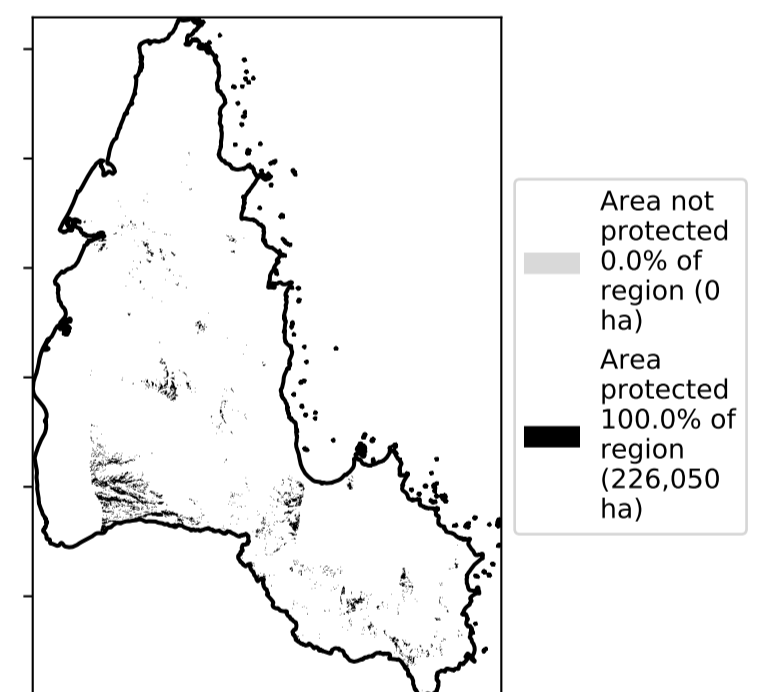 Area not
protected
0.0% of
region (0
ha)
Area
protected
100.0% of
region
(226,050
ha)